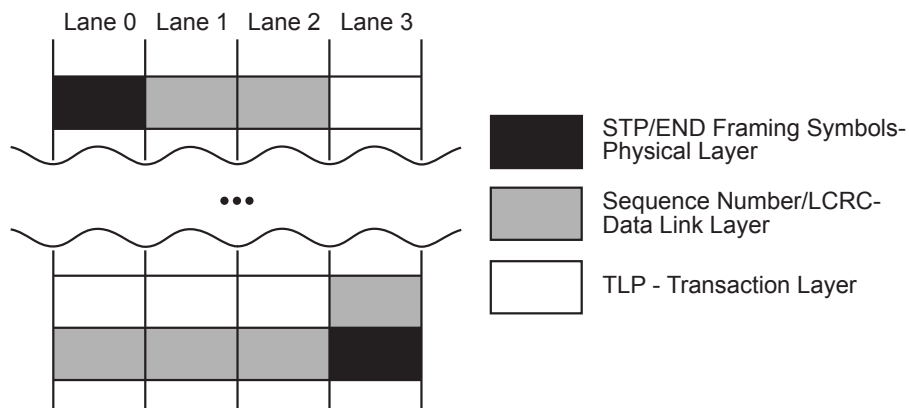 Lane 0 Lane 1 Lane 2 Lane 3
STP/END Framing Symbols-
Physical Layer
Sequence Number/LCRC-
Data Link Layer
•••
TLP - Transaction Layer